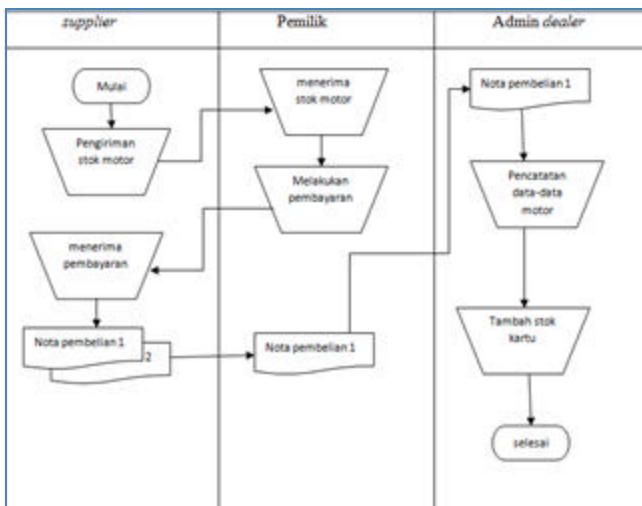 supplier
Pemilik
Admin dealer
Mulai
Pengiriman
stok motor
menerima
stok motor
Melakukan
pembayaran
menerima
pembayaran
Nota pembelian 1
2
Nota pembelian 1
Nota pembelian 1
Pencatatan
data-data
motor
Tambah stok
kartu
selesai